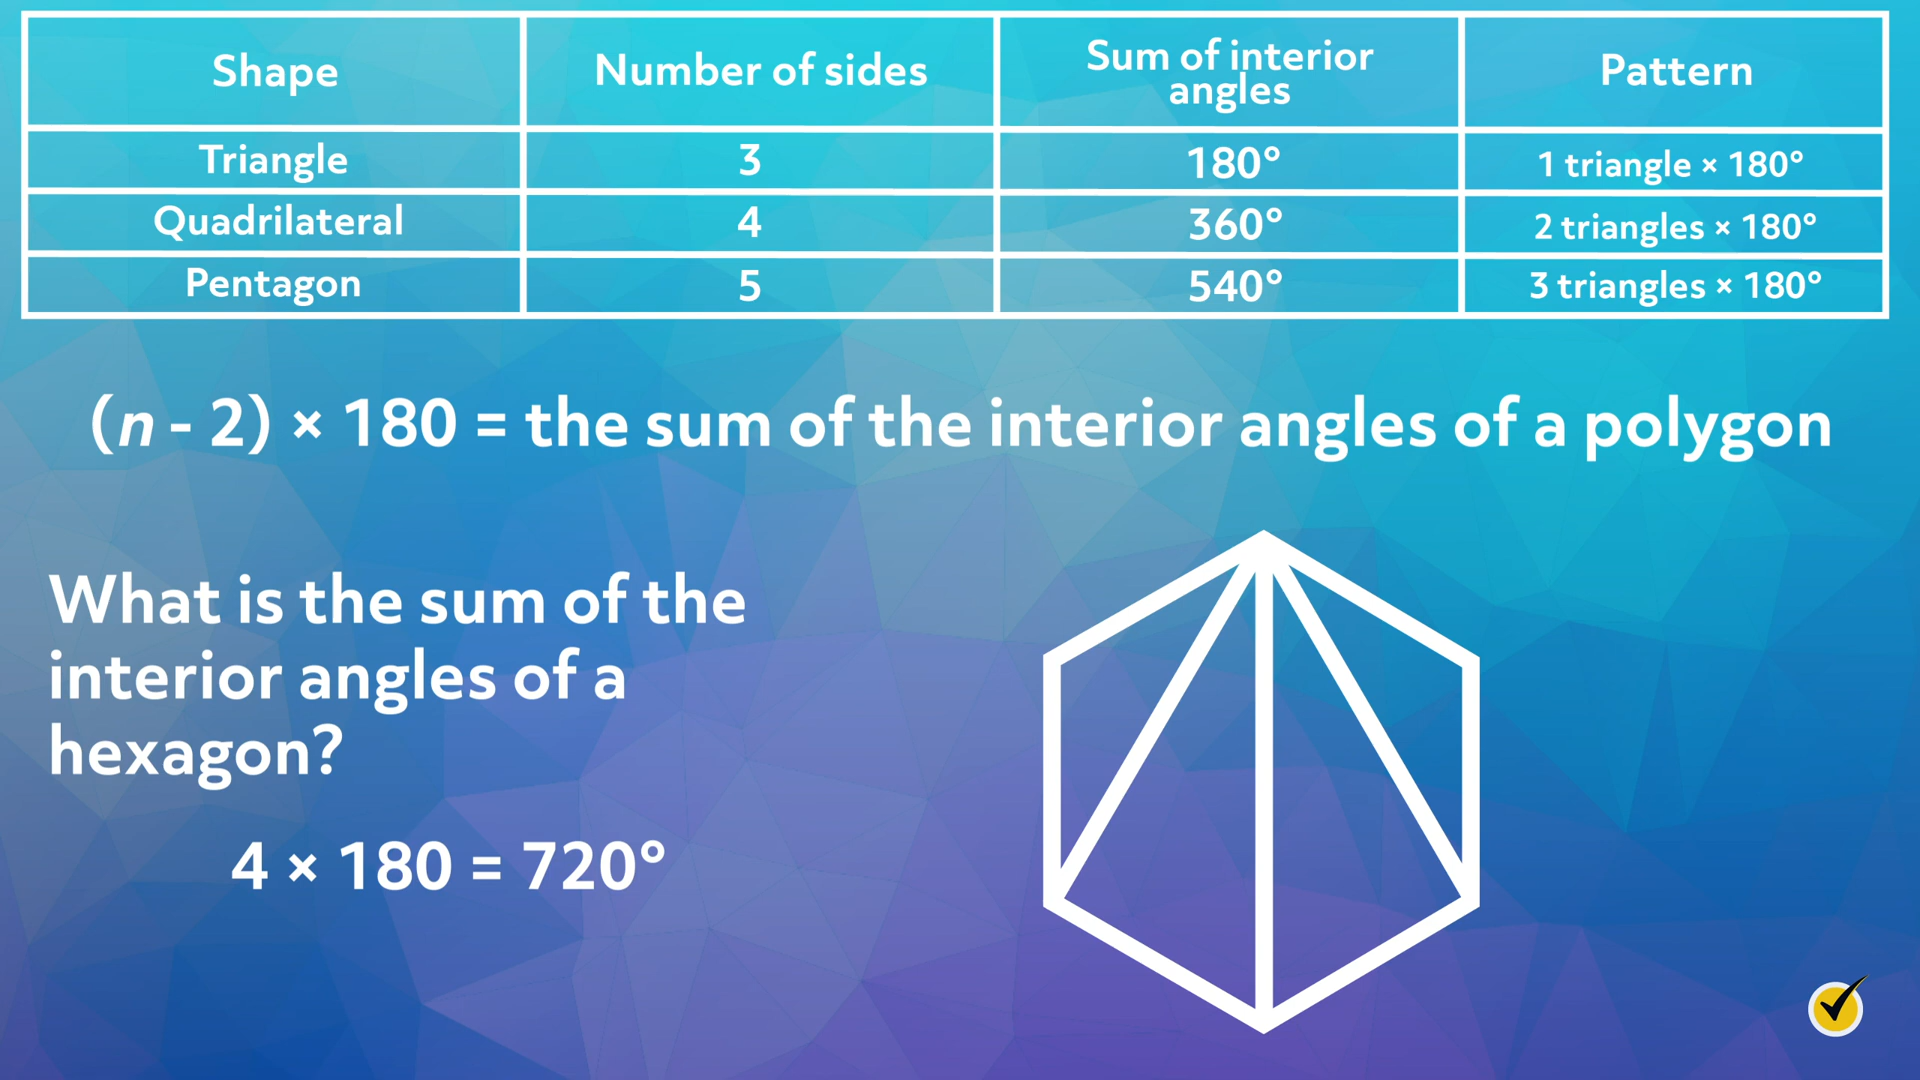 Shape Number of sides Sum of interior angles Pattern
Triangle 3 180° 1 triangle × 180°
Quadrilateral 4 360° 2 triangles × 180°
Pentagon 5 540° 3 triangles × 180°
(n - 2) × 180 = the sum of the interior angles of a polygon
What is the sum of the
interior angles of a
hexagon?
4 × 180 = 720°